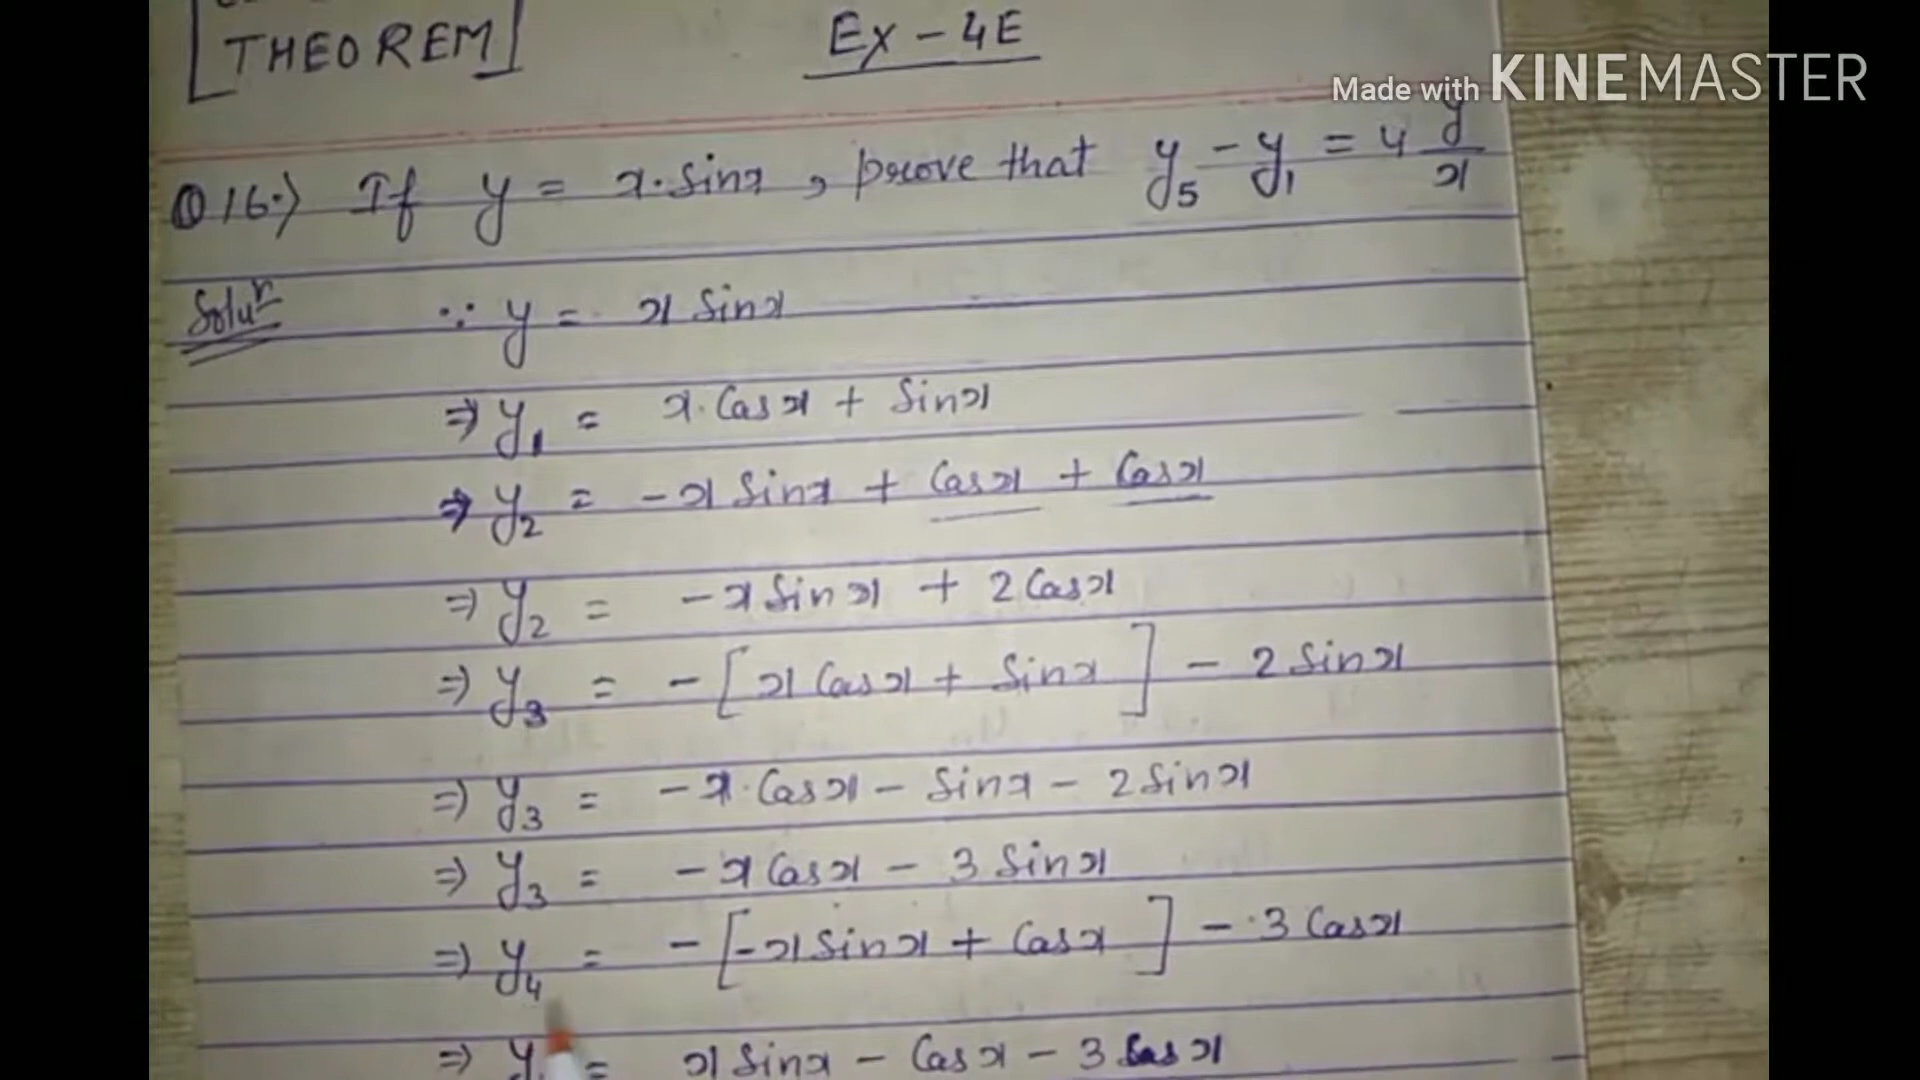 THEOREM] Ex - 4E
Made with KINEMASTER
Q16.) If y = x.sinx, prove that y₅ - y₁ = 4 y/x
Soluⁿ ∵ y = x sinx
⇒ y₁ = x.Cosx + Sinx
⇒ y₂ = -x Sinx + Cosx + Cosx
⇒ y₂ = -x Sinx + 2Cosx
⇒ y₃ = -[x Cosx + Sinx] - 2 Sinx
⇒ y₃ = -x.Cosx - Sinx - 2 Sinx
⇒ y₃ = -x Cosx - 3 Sinx
⇒ y₄ = -[-x Sinx + Cosx] - 3 Cosx
⇒ y = x Sinx - Cosx - 3 Cosx